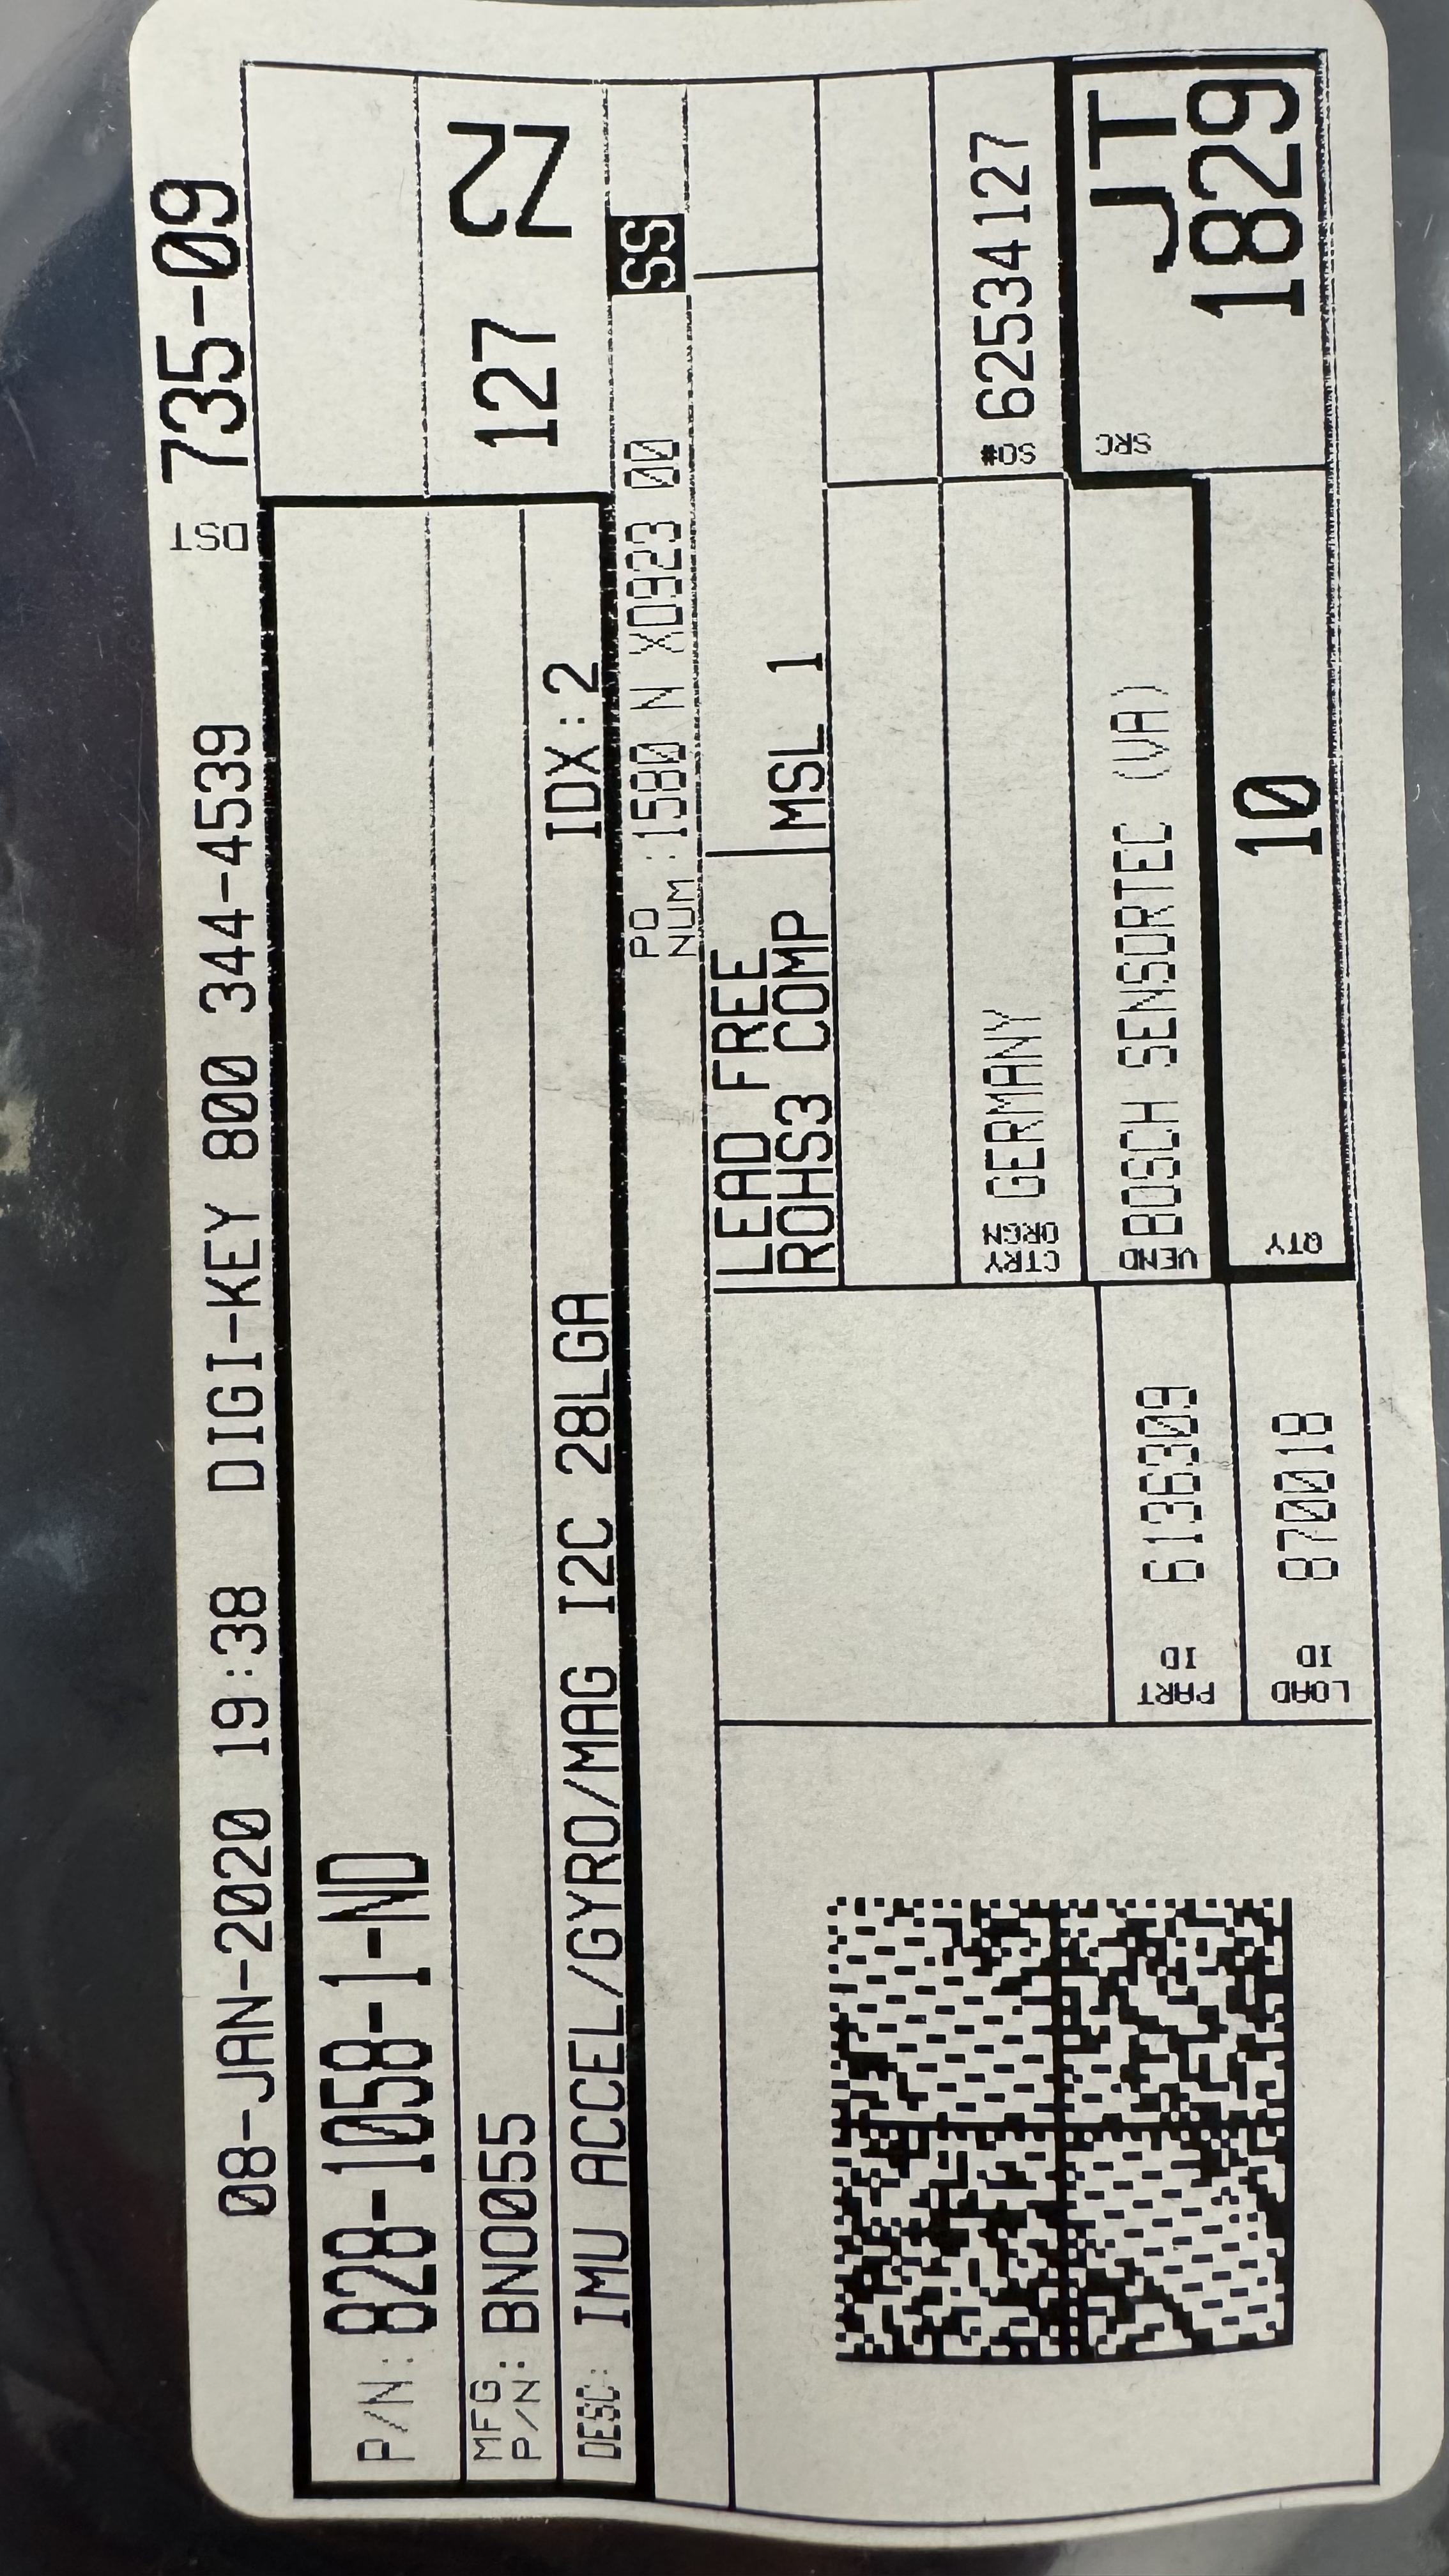 DST 735-09
08-JAN-2020 19:38 DIGI-KEY 800 344-4539
P/N: 828-1058-1-ND
MFG
P/N: BNO055
127
N2
DESC: IMU ACCEL/GYRO/MAG I2C 28LGA IDX:2
PO
NUM :1580 N X0923 00
SS
LEAD FREE
ROHS3 COMP
MSL 1
CTRY
ORGN GERMANY
SO# 62534127
PART
ID 6136309
VEND BOSCH SENSORTEC (VA)
SRC JT
1829
LOAD
ID 870018
QTY 10